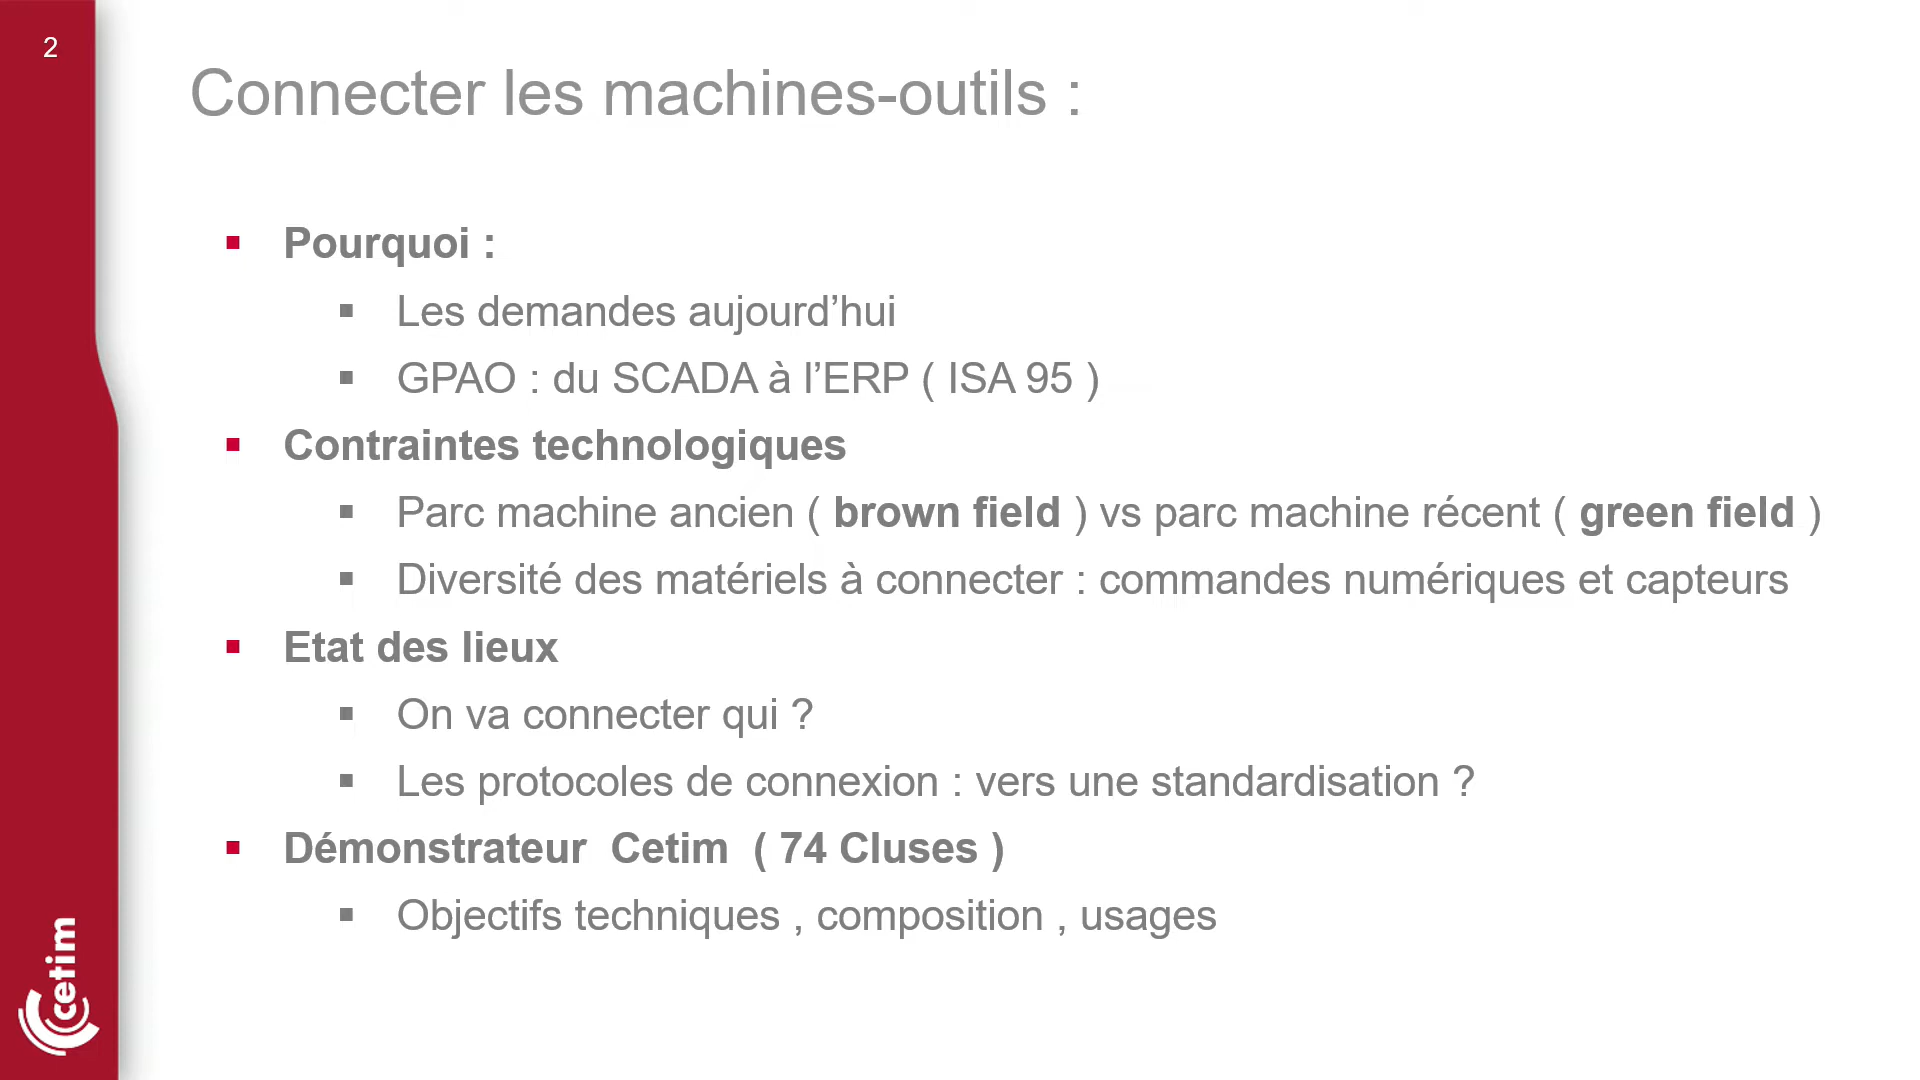 2
Connecter les machines-outils :
Pourquoi :
Les demandes aujourd’hui
GPAO : du SCADA à l’ERP ( ISA 95 )
Contraintes technologiques
Parc machine ancien ( brown field ) vs parc machine récent ( green field )
Diversité des matériels à connecter : commandes numériques et capteurs
Etat des lieux
On va connecter qui ?
Les protocoles de connexion : vers une standardisation ?
Démonstrateur  Cetim  ( 74 Cluses )
Objectifs techniques , composition , usages
cetim